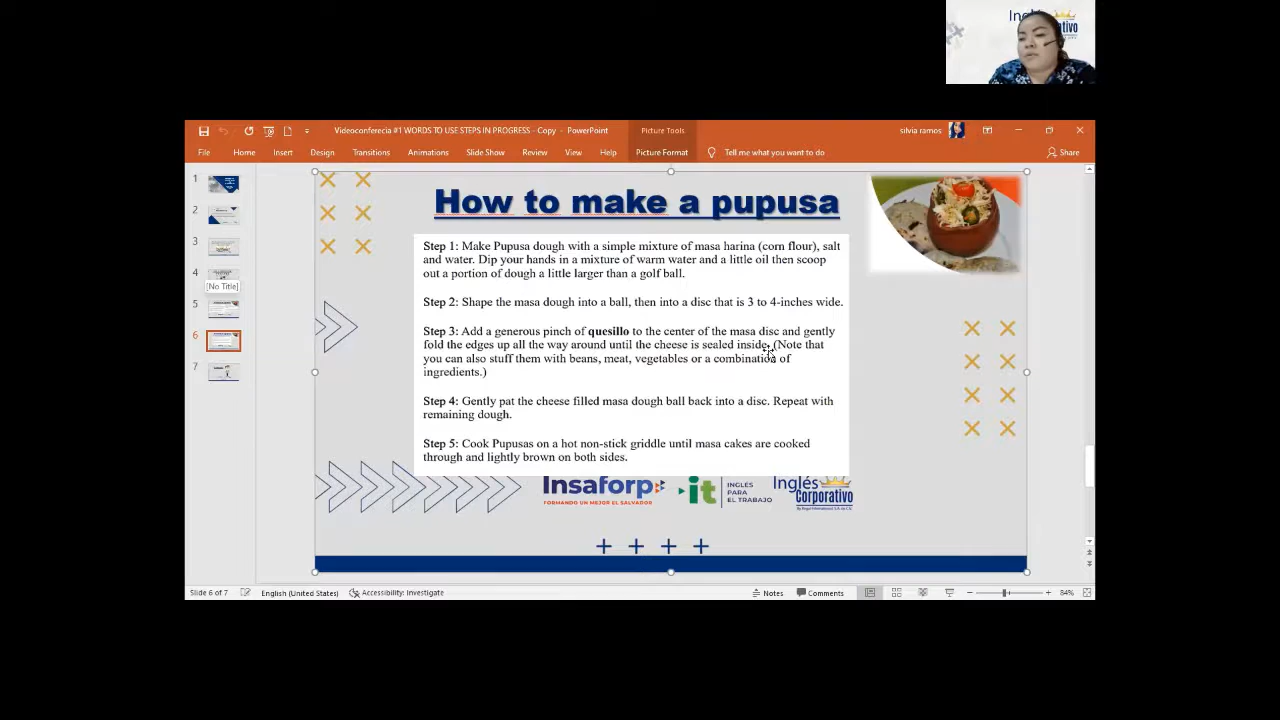 Videoconferecia #1 WORDS TO USE STEPS IN PROGRESS - Copy - PowerPoint
Picture Tools
silvia ramos
File Home Insert Design Transitions Animations Slide Show Review View Help Picture Format Tell me what you want to do Share
1
2
3
4
[No Title]
5
6
7
How to make a pupusa
Step 1: Make Pupusa dough with a simple mixture of masa harina (corn flour), salt
and water. Dip your hands in a mixture of warm water and a little oil then scoop
out a portion of dough a little larger than a golf ball.
Step 2: Shape the masa dough into a ball, then into a disc that is 3 to 4-inches wide.
Step 3: Add a generous pinch of quesillo to the center of the masa disc and gently
fold the edges up all the way around until the cheese is sealed inside. (Note that
you can also stuff them with beans, meat, vegetables or a combination of
ingredients.)
Step 4: Gently pat the cheese filled masa dough ball back into a disc. Repeat with
remaining dough.
Step 5: Cook Pupusas on a hot non-stick griddle until masa cakes are cooked
through and lightly brown on both sides.
Insaforp
FORMANDO UN MEJOR EL SALVADOR
it
INGLÉS
PARA
EL TRABAJO
Inglés
Corporativo
Slide 6 of 7 English (United States) Accessibility: Investigate Notes Comments 84%